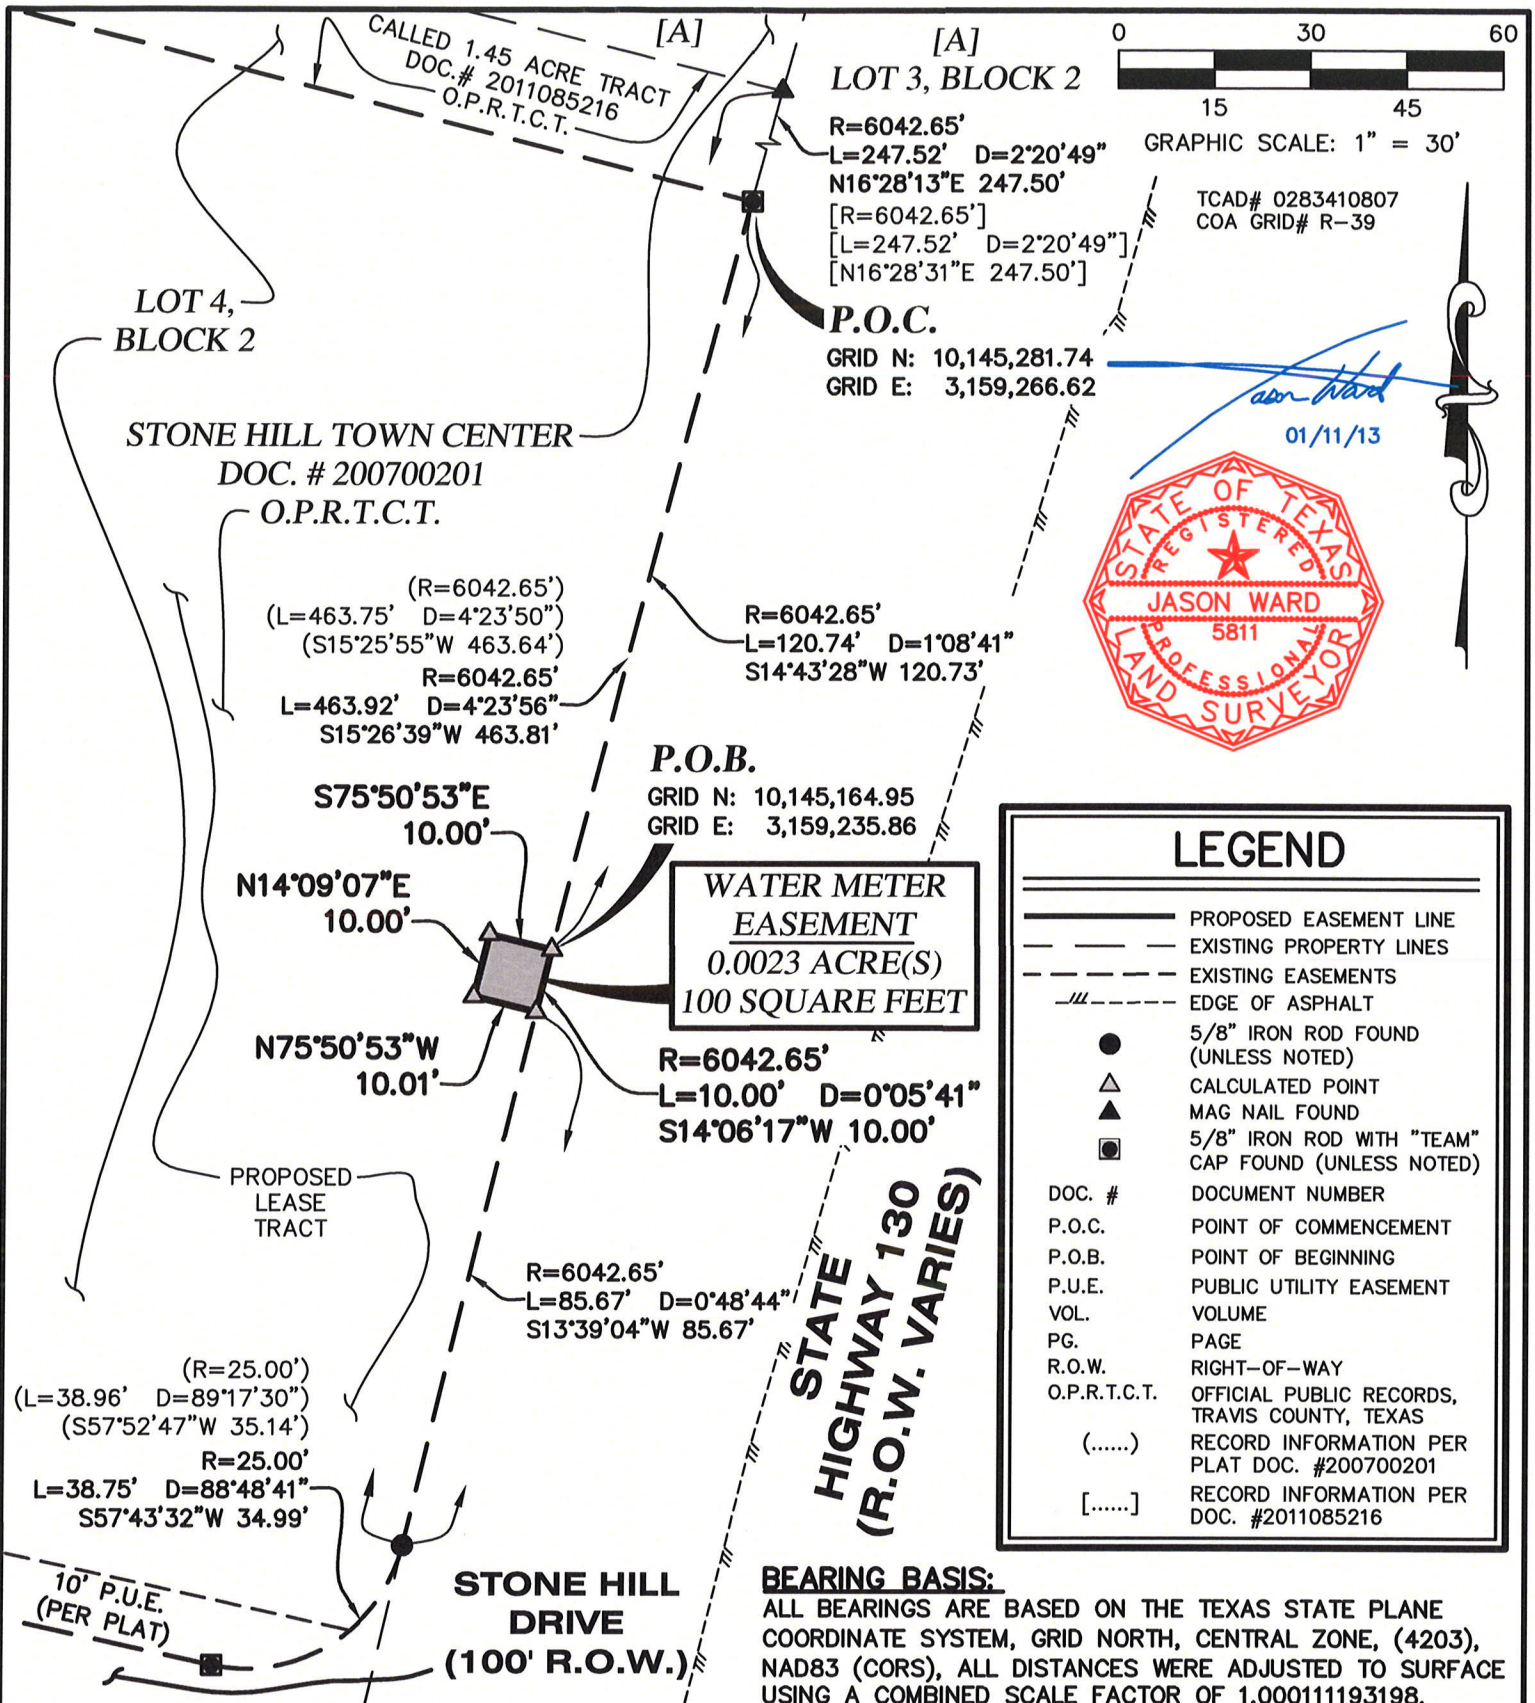 CALLED 1.45 ACRE TRACT
DOC.# 2011085216
O.P.R.T.C.T.
[A]
[A]
LOT 3, BLOCK 2
R=6042.65'
L=247.52' D=2°20'49"
N16°28'13"E 247.50'
[R=6042.65']
[L=247.52' D=2°20'49"]
[N16°28'31"E 247.50']
0 30 60
15 45
GRAPHIC SCALE: 1" = 30'
TCAD# 0283410807
COA GRID# R-39
LOT 4,
BLOCK 2
P.O.C.
GRID N: 10,145,281.74
GRID E: 3,159,266.62
Jason Ward
01/11/13
STATE OF TEXAS
REGISTERED
JASON WARD
5811
PROFESSIONAL
LAND SURVEYOR
STONE HILL TOWN CENTER
DOC. # 200700201
O.P.R.T.C.T.
(R=6042.65')
(L=463.75' D=4°23'50")
(S15°25'55"W 463.64')
R=6042.65'
L=463.92' D=4°23'56"
S15°26'39"W 463.81'
R=6042.65'
L=120.74' D=1°08'41"
S14°43'28"W 120.73'
P.O.B.
GRID N: 10,145,164.95
GRID E: 3,159,235.86
S75°50'53"E
10.00'
N14°09'07"E
10.00'
WATER METER
EASEMENT
0.0023 ACRE(S)
100 SQUARE FEET
N75°50'53"W
10.01'
R=6042.65'
L=10.00' D=0°05'41"
S14°06'17"W 10.00'
PROPOSED
LEASE
TRACT
R=6042.65'
L=85.67' D=0°48'44"
S13°39'04"W 85.67'
STATE
HIGHWAY 130
(R.O.W. VARIES)
(R=25.00')
(L=38.96' D=89°17'30")
(S57°52'47"W 35.14')
R=25.00'
L=38.75' D=88°48'41"
S57°43'32"W 34.99'
10' P.U.E.
(PER PLAT)
STONE HILL
DRIVE
(100' R.O.W.)
LEGEND
PROPOSED EASEMENT LINE
EXISTING PROPERTY LINES
EXISTING EASEMENTS
EDGE OF ASPHALT
5/8" IRON ROD FOUND
(UNLESS NOTED)
CALCULATED POINT
MAG NAIL FOUND
5/8" IRON ROD WITH "TEAM"
CAP FOUND (UNLESS NOTED)
DOC. # DOCUMENT NUMBER
P.O.C. POINT OF COMMENCEMENT
P.O.B. POINT OF BEGINNING
P.U.E. PUBLIC UTILITY EASEMENT
VOL. VOLUME
PG. PAGE
R.O.W. RIGHT-OF-WAY
O.P.R.T.C.T. OFFICIAL PUBLIC RECORDS,
TRAVIS COUNTY, TEXAS
(......) RECORD INFORMATION PER
PLAT DOC. #200700201
[......] RECORD INFORMATION PER
DOC. #2011085216
BEARING BASIS:
ALL BEARINGS ARE BASED ON THE TEXAS STATE PLANE
COORDINATE SYSTEM, GRID NORTH, CENTRAL ZONE, (4203),
NAD83 (CORS), ALL DISTANCES WERE ADJUSTED TO SURFACE
USING A COMBINED SCALE FACTOR OF 1.000111193198.